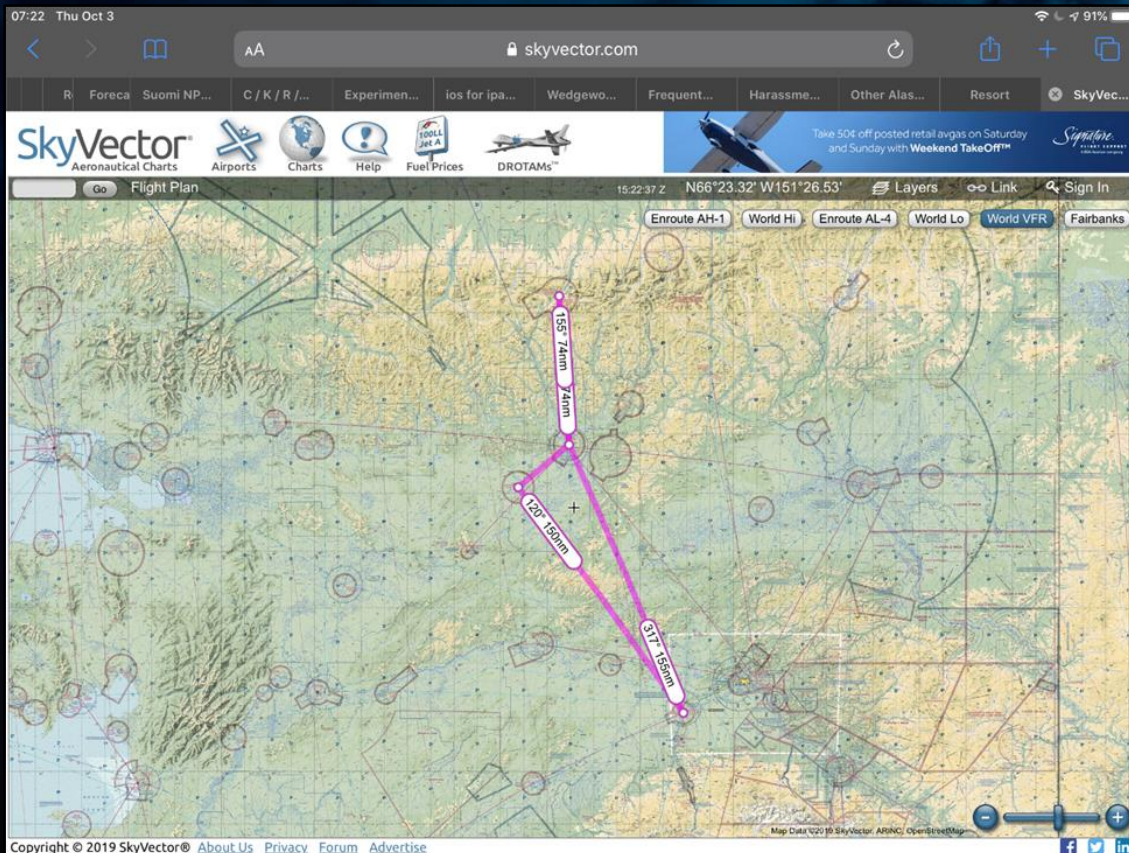 07:22 Thu Oct 3
91%
AA
skyvector.com
Foreca
Suomi NP...
C / K / R /...
Experimen...
ios for ipa...
Wedgewo...
Frequent...
Harassme...
Other Alas...
Resort
SkyVec...
SkyVector®
Aeronautical Charts
Airports
Charts
Help
100LL
Jet A
Fuel Prices
DROTAMs™
Take 50¢ off posted retail avgas on Saturday
and Sunday with Weekend TakeOff™
Signature
Go
Flight Plan
15:22:37 Z
N66°23.32' W151°26.53'
Layers
Link
Sign In
Enroute AH-1
World Hi
Enroute AL-4
World Lo
World VFR
Fairbanks
155° 74nm
74nm
120° 150nm
317° 155nm
Map Data ©2019 SkyVector, ARINC, OpenStreetMap
Copyright © 2019 SkyVector® About Us Privacy Forum Advertise